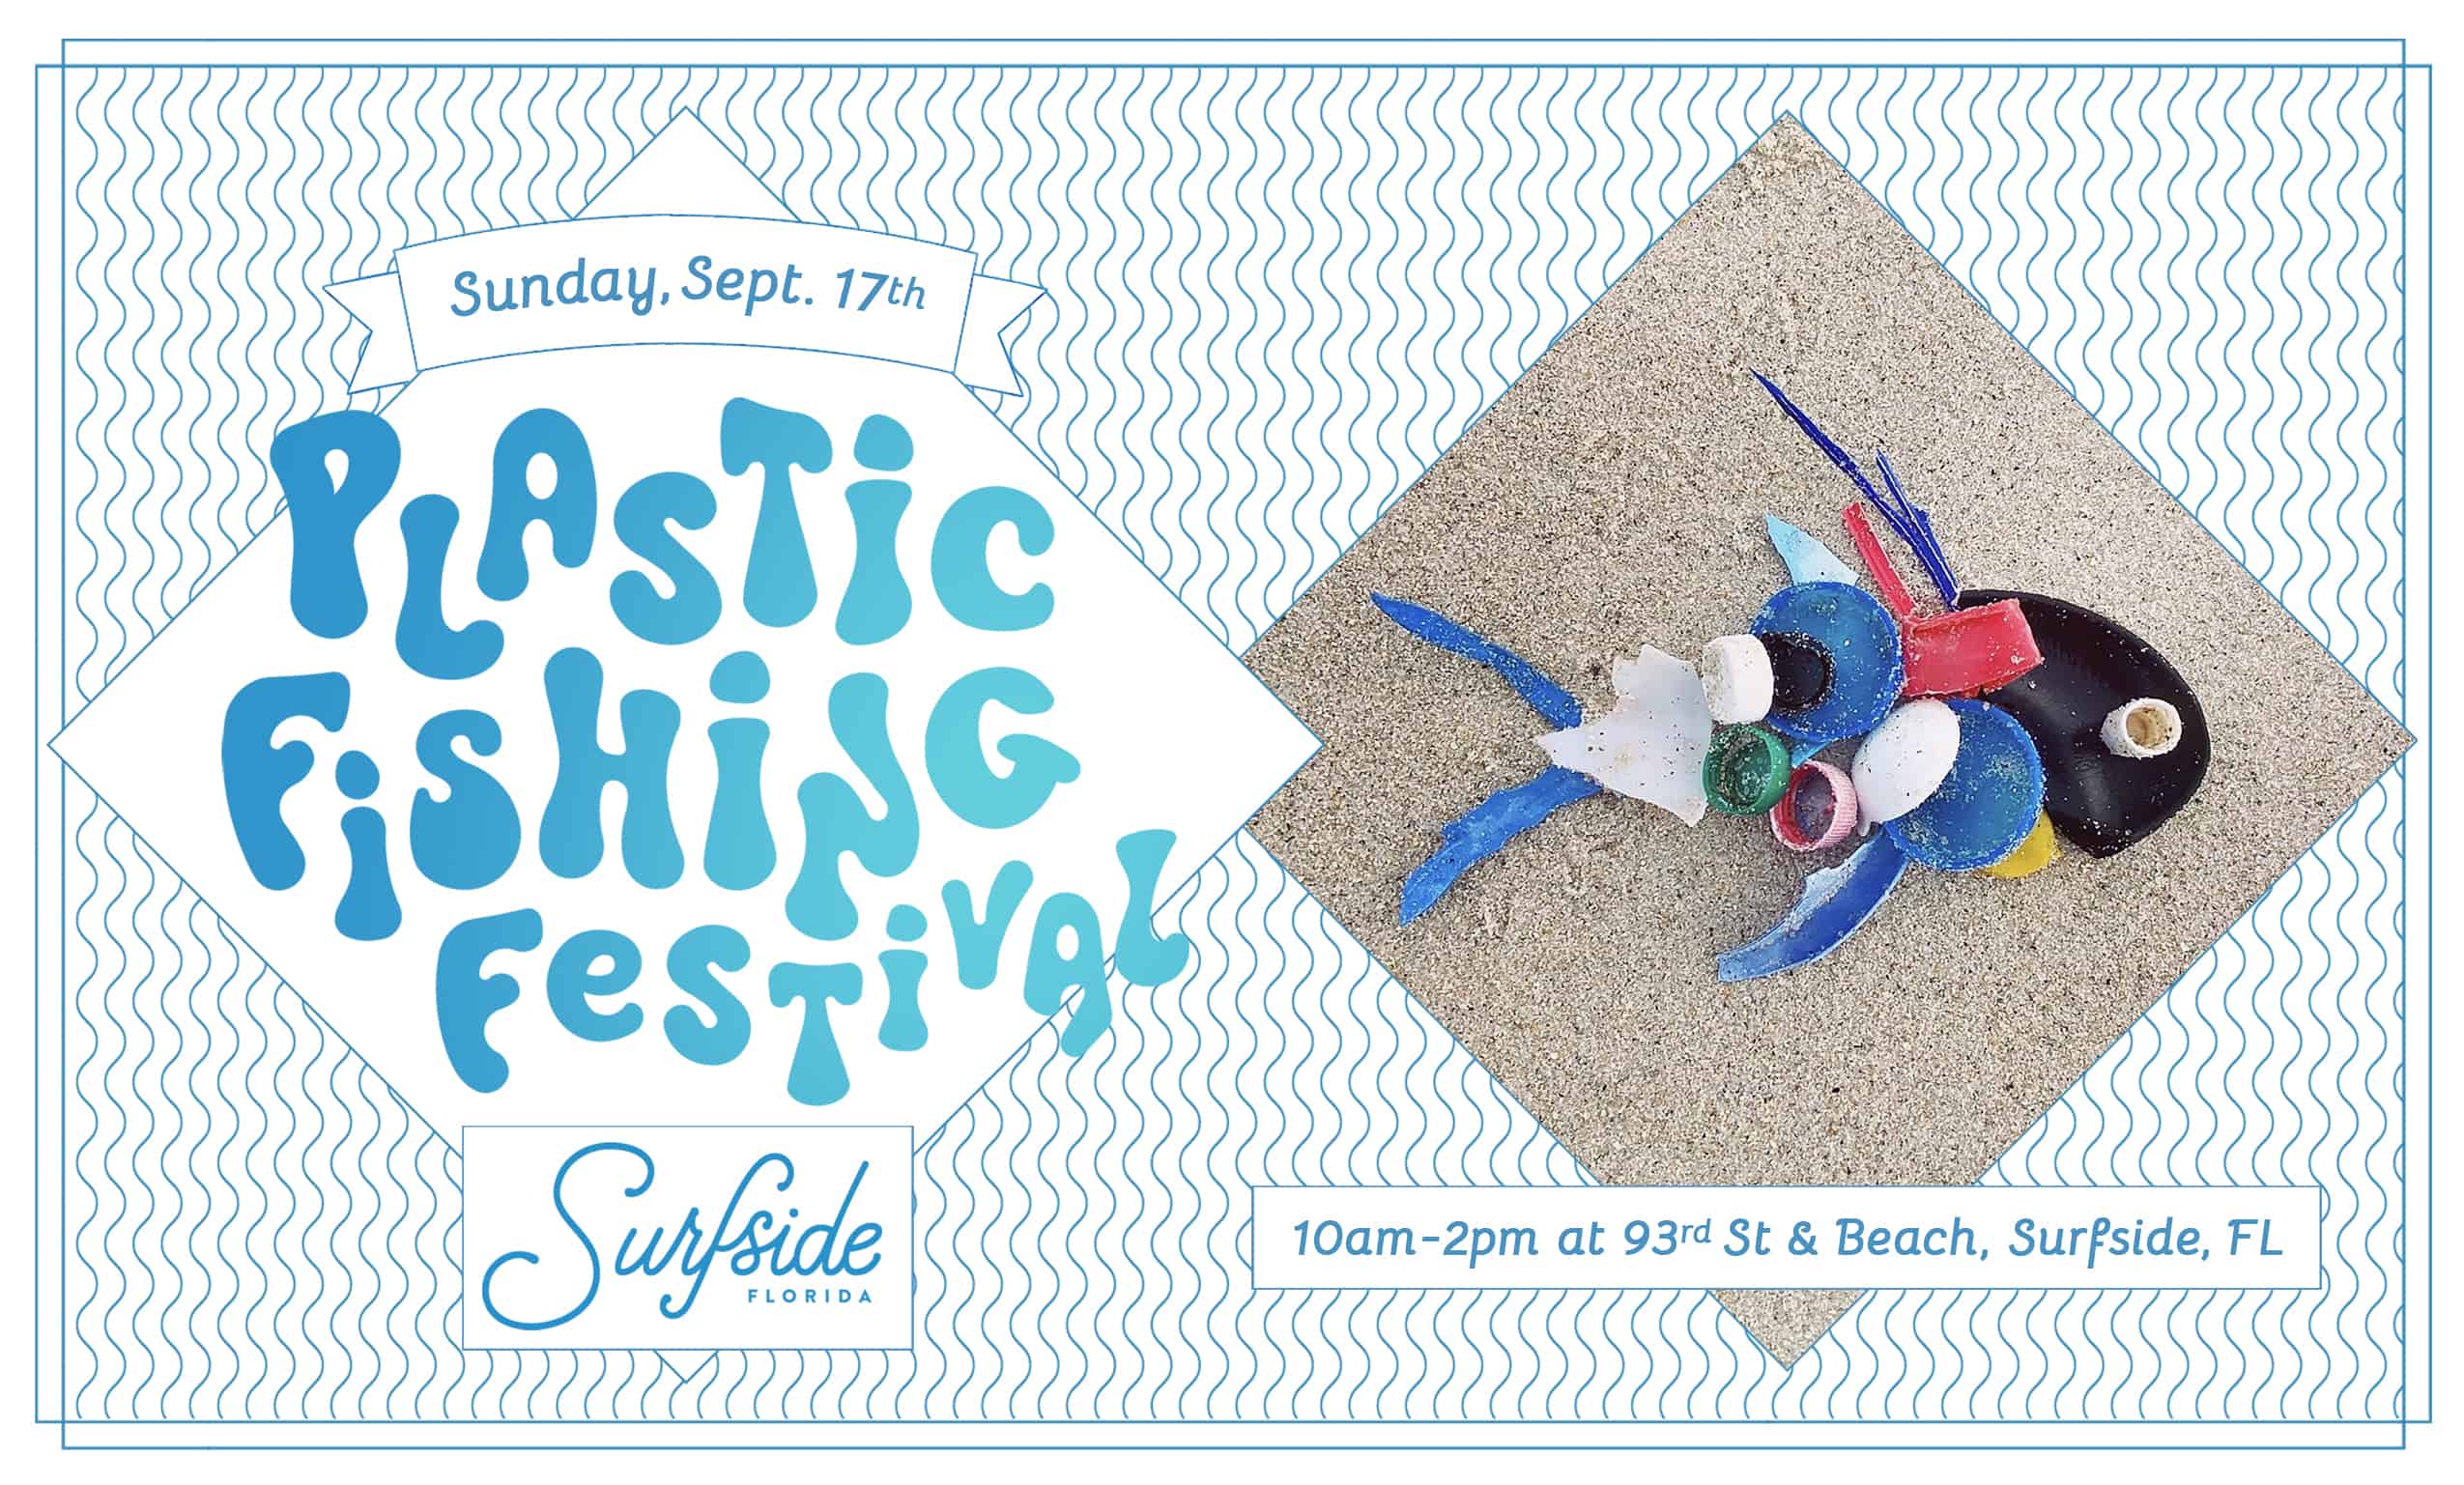 Sunday, Sept. 17th
PLASTiC
FiSHiNG
FeSTiVAL
Surfside
FLORIDA
10am-2pm at 93rd St & Beach, Surfside, FL